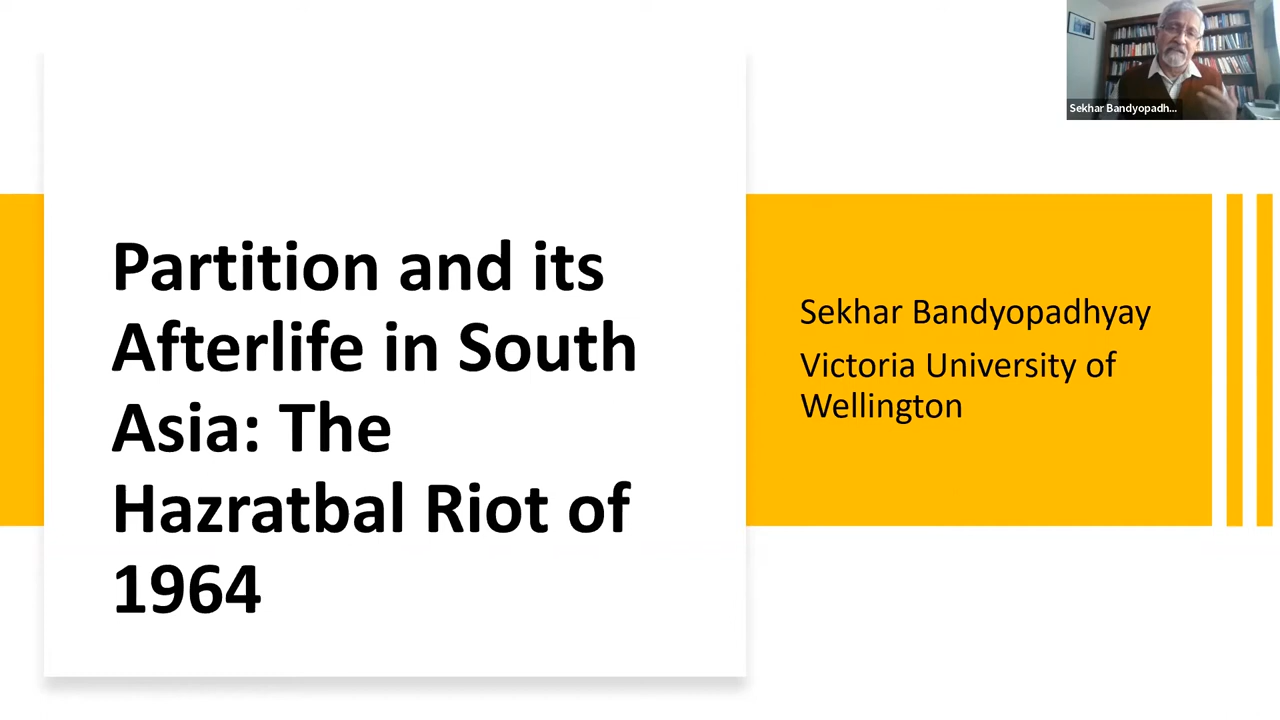 Sekhar Bandyopadh...
Partition and its
Afterlife in South
Asia: The
Hazratbal Riot of
1964
Sekhar Bandyopadhyay
Victoria University of
Wellington